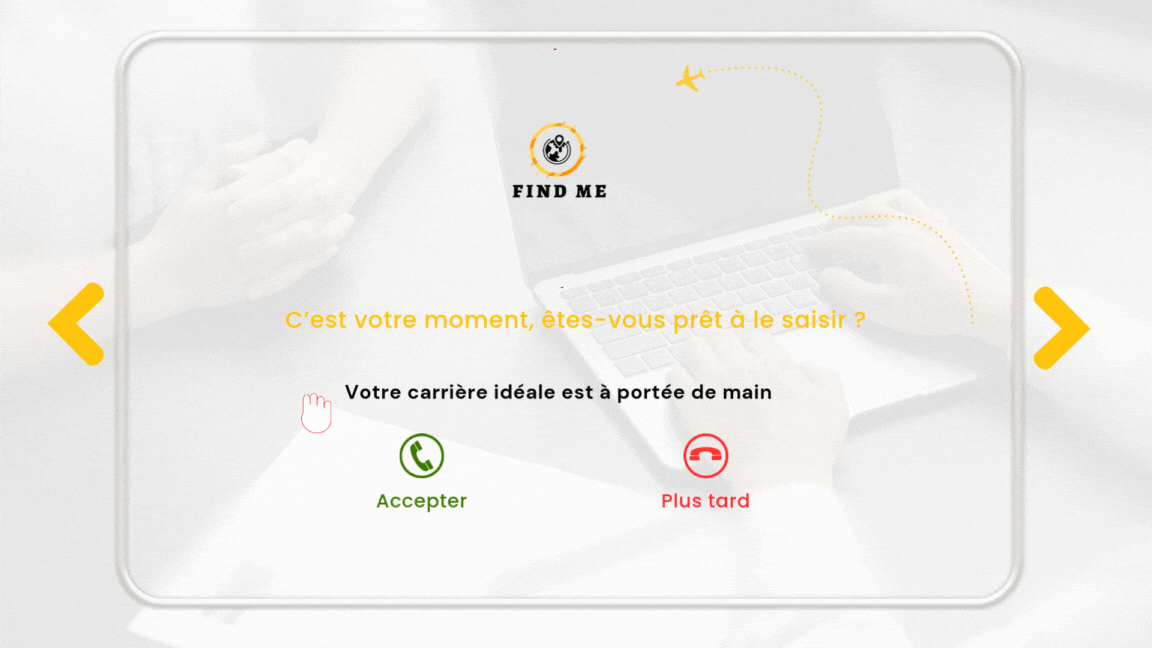 FIND ME
C’est votre moment, êtes-vous prêt à le saisir ?
Votre carrière idéale est à portée de main
Accepter
Plus tard